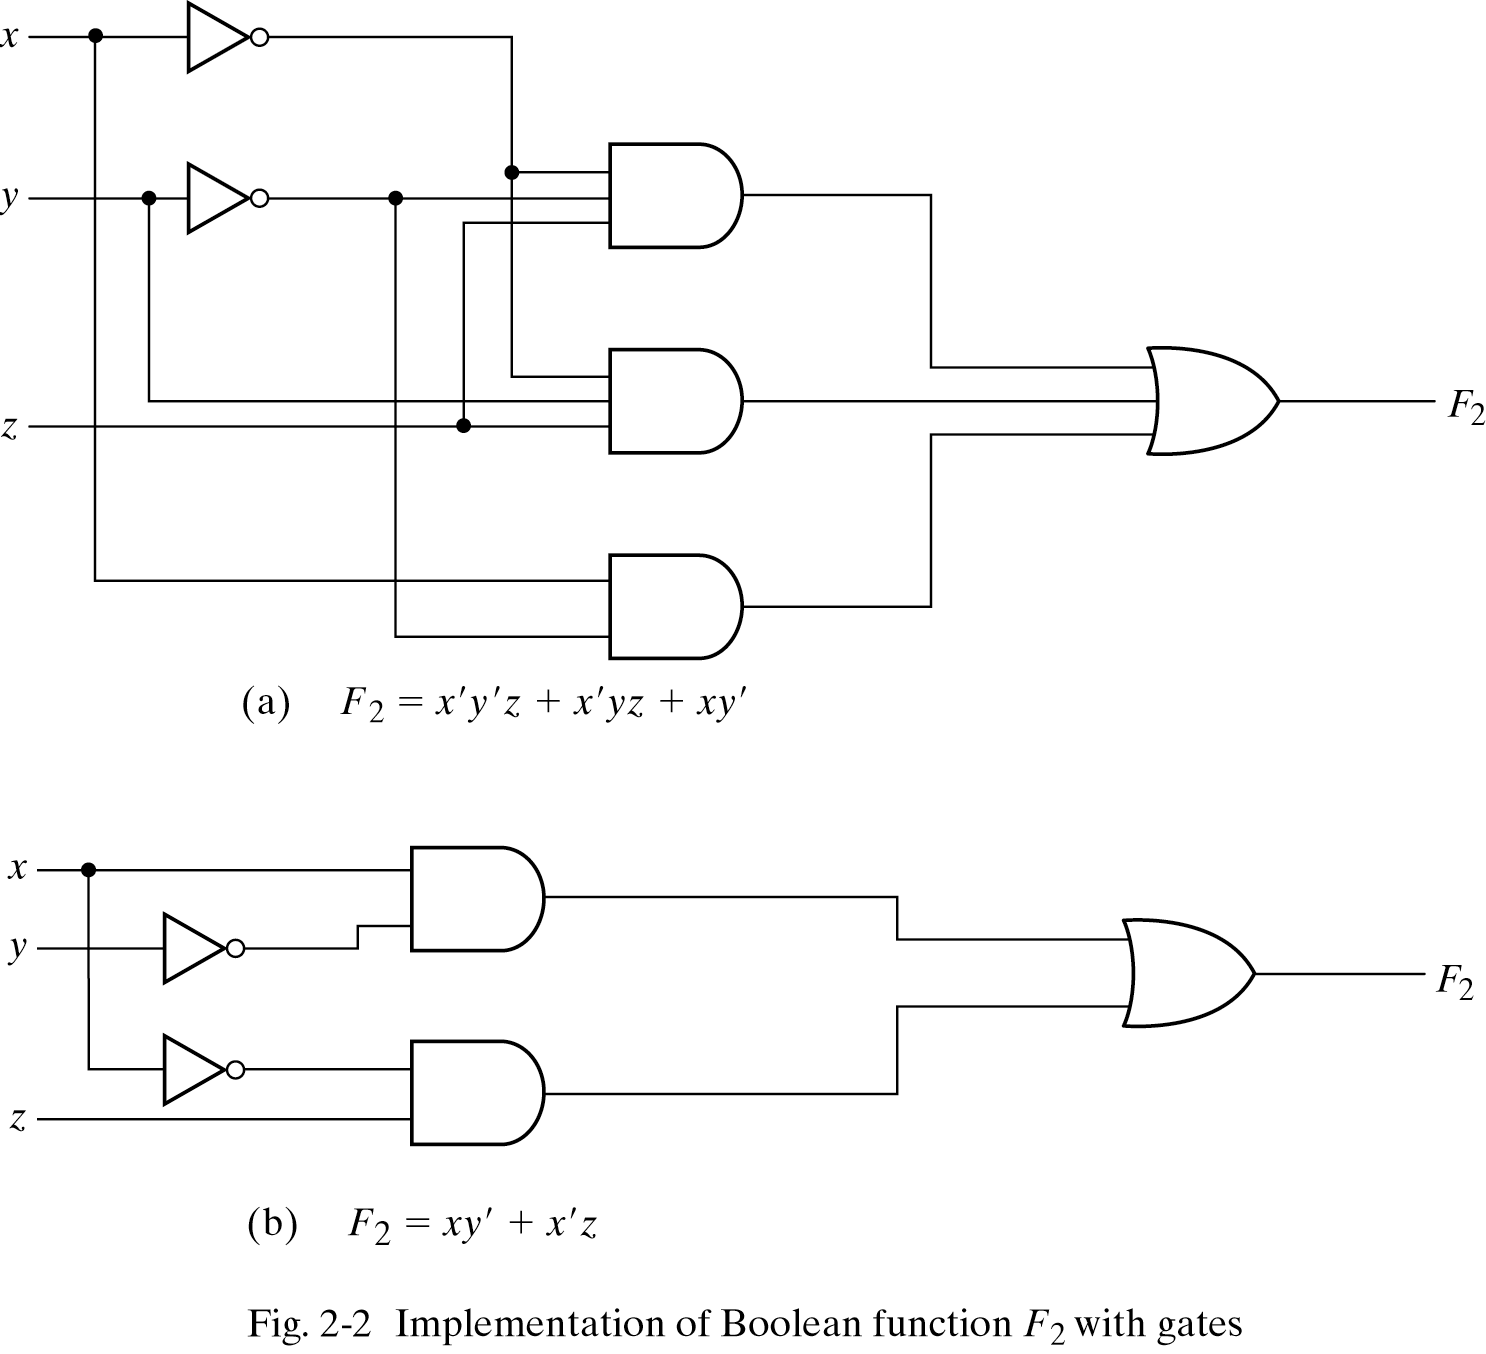 x
y
z
F₂
(a) F₂ = x′y′z + x′yz + xy′
x
y
z
F₂
(b) F₂ = xy′ + x′z
Fig. 2-2 Implementation of Boolean function F₂ with gates